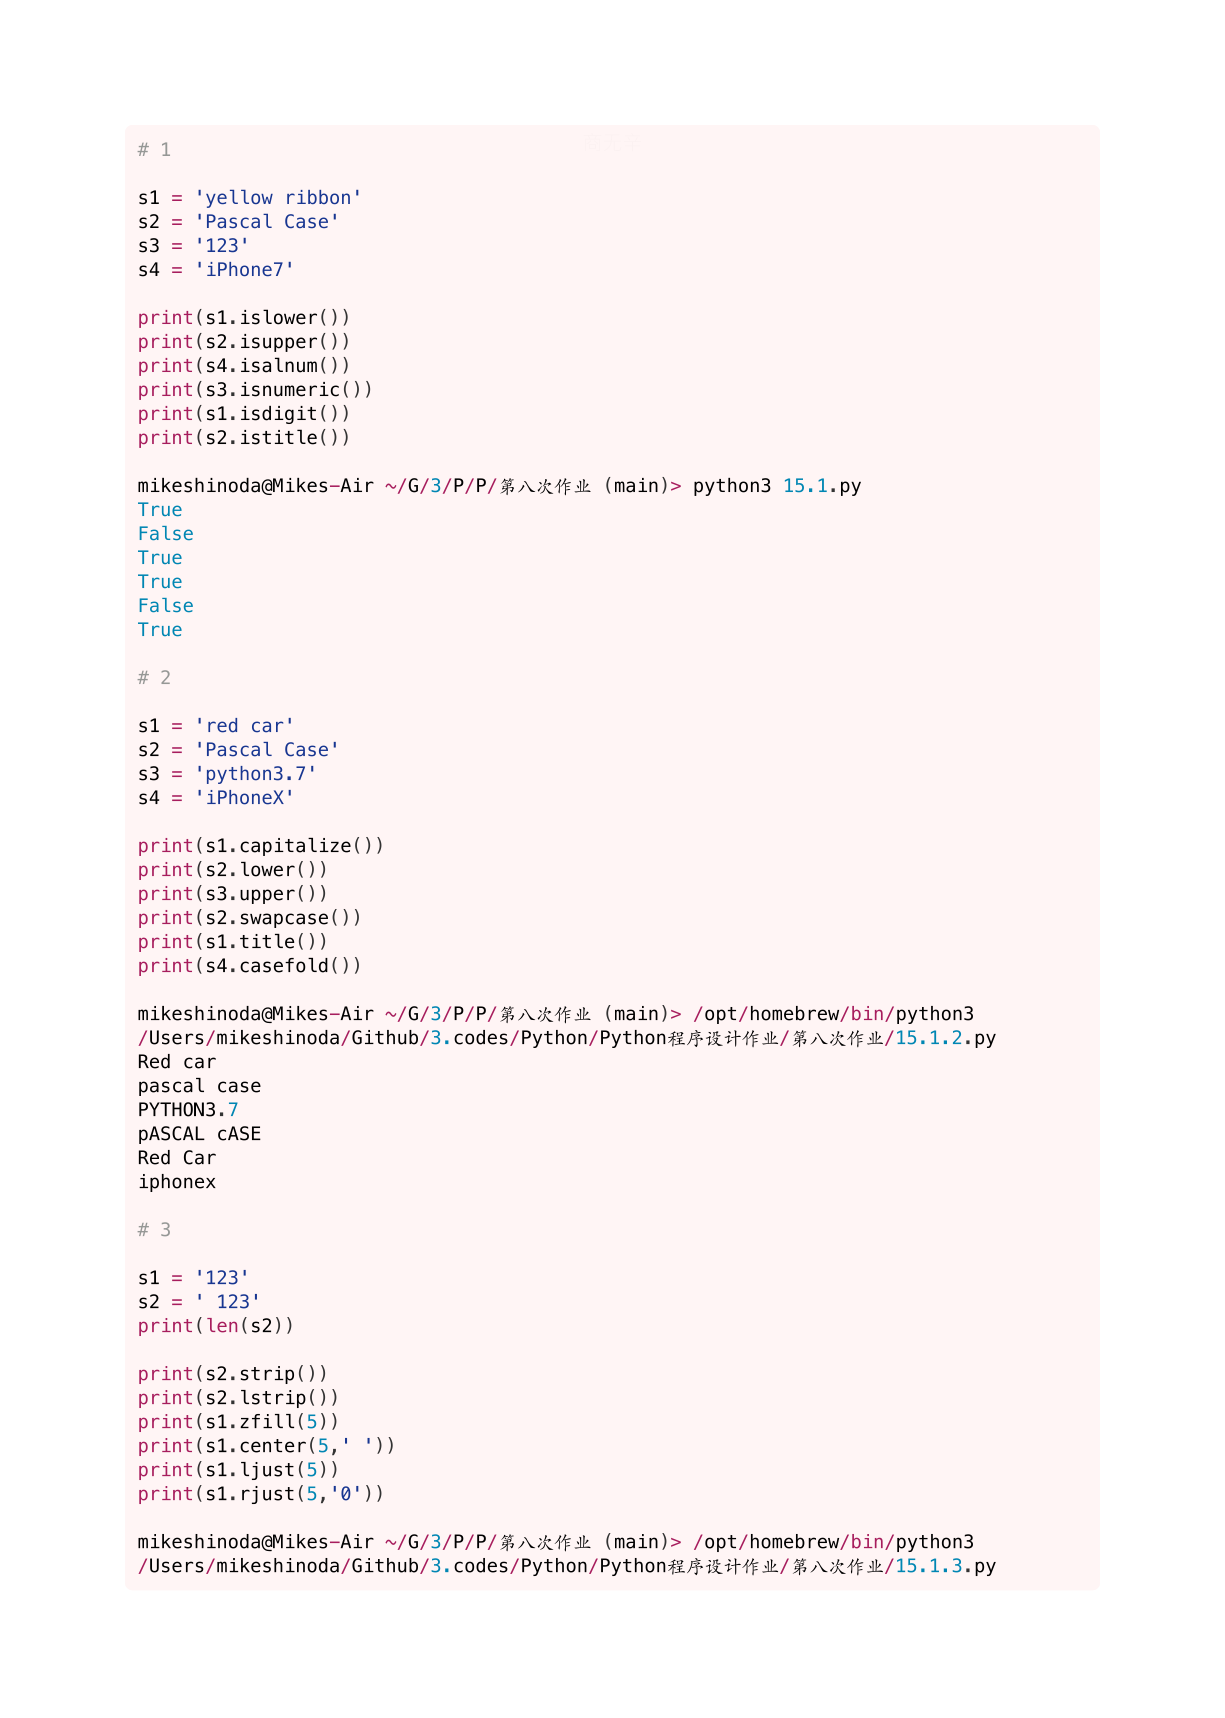 # 1
s1 = 'yellow ribbon'
s2 = 'Pascal Case'
s3 = '123'
s4 = 'iPhone7'
print(s1.islower())
print(s2.isupper())
print(s4.isalnum())
print(s3.isnumeric())
print(s1.isdigit())
print(s2.istitle())
mikeshinoda@Mikes-Air ~/G/3/P/P/第八次作业 (main)> python3 15.1.py
True
False
True
True
False
True
# 2
s1 = 'red car'
s2 = 'Pascal Case'
s3 = 'python3.7'
s4 = 'iPhoneX'
print(s1.capitalize())
print(s2.lower())
print(s3.upper())
print(s2.swapcase())
print(s1.title())
print(s4.casefold())
mikeshinoda@Mikes-Air ~/G/3/P/P/第八次作业 (main)> /opt/homebrew/bin/python3
/Users/mikeshinoda/Github/3.codes/Python/Python程序设计作业/第八次作业/15.1.2.py
Red car
pascal case
PYTHON3.7
pASCAL cASE
Red Car
iphonex
# 3
s1 = '123'
s2 = ' 123'
print(len(s2))
print(s2.strip())
print(s2.lstrip())
print(s1.zfill(5))
print(s1.center(5,' '))
print(s1.ljust(5))
print(s1.rjust(5,'0'))
mikeshinoda@Mikes-Air ~/G/3/P/P/第八次作业 (main)> /opt/homebrew/bin/python3
/Users/mikeshinoda/Github/3.codes/Python/Python程序设计作业/第八次作业/15.1.3.py